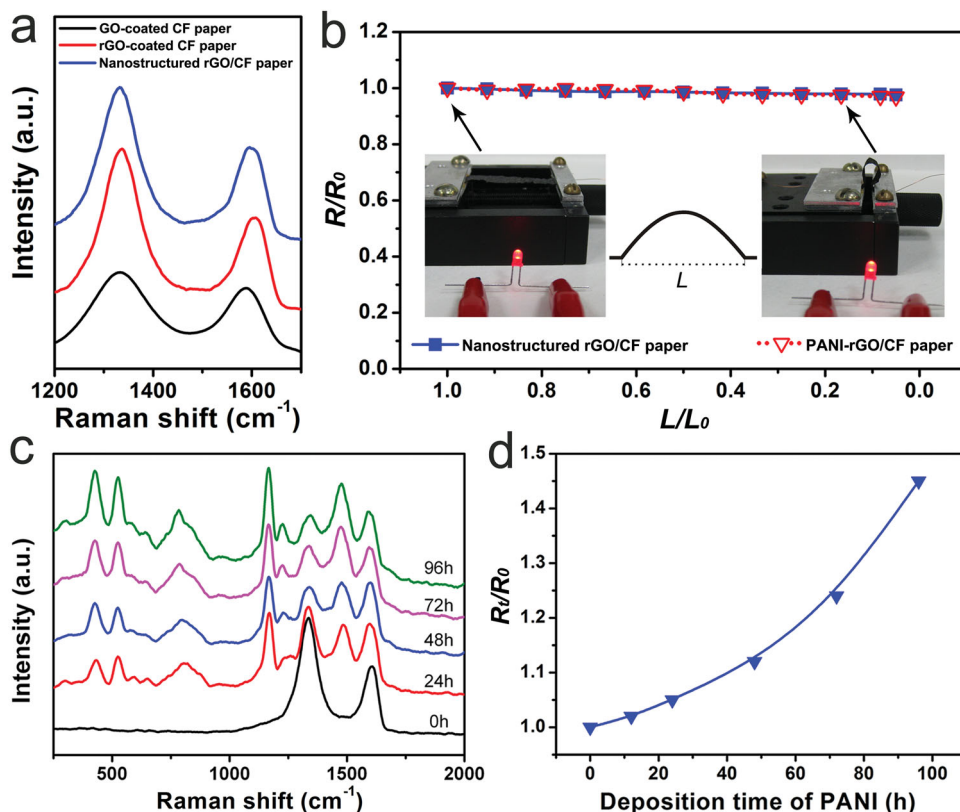 a
GO-coated CF paper
rGO-coated CF paper
Nanostructured rGO/CF paper
Intensity (a.u.)
1200 1400 1600
Raman shift (cm⁻¹)
b
1.2
1.0
0.8
0.6
0.4
0.2
0.0
R/R₀
L
Nanostructured rGO/CF paper
PANI-rGO/CF paper
1.0 0.8 0.6 0.4 0.2 0.0
L/L₀
c
96h
72h
48h
24h
0h
Intensity (a.u.)
500 1000 1500 2000
Raman shift (cm⁻¹)
d
1.5
1.4
1.3
1.2
1.1
1.0
Rₜ/R₀
0 20 40 60 80 100
Deposition time of PANI (h)